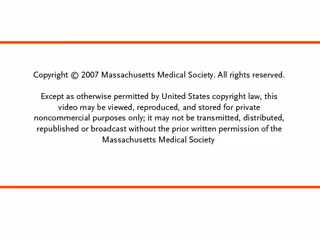 Copyright © 2007 Massachusetts Medical Society. All rights reserved.
Except as otherwise permitted by United States copyright law, this
video may be viewed, reproduced, and stored for private
noncommercial purposes only; it may not be transmitted, distributed,
republished or broadcast without the prior written permission of the
Massachusetts Medical Society